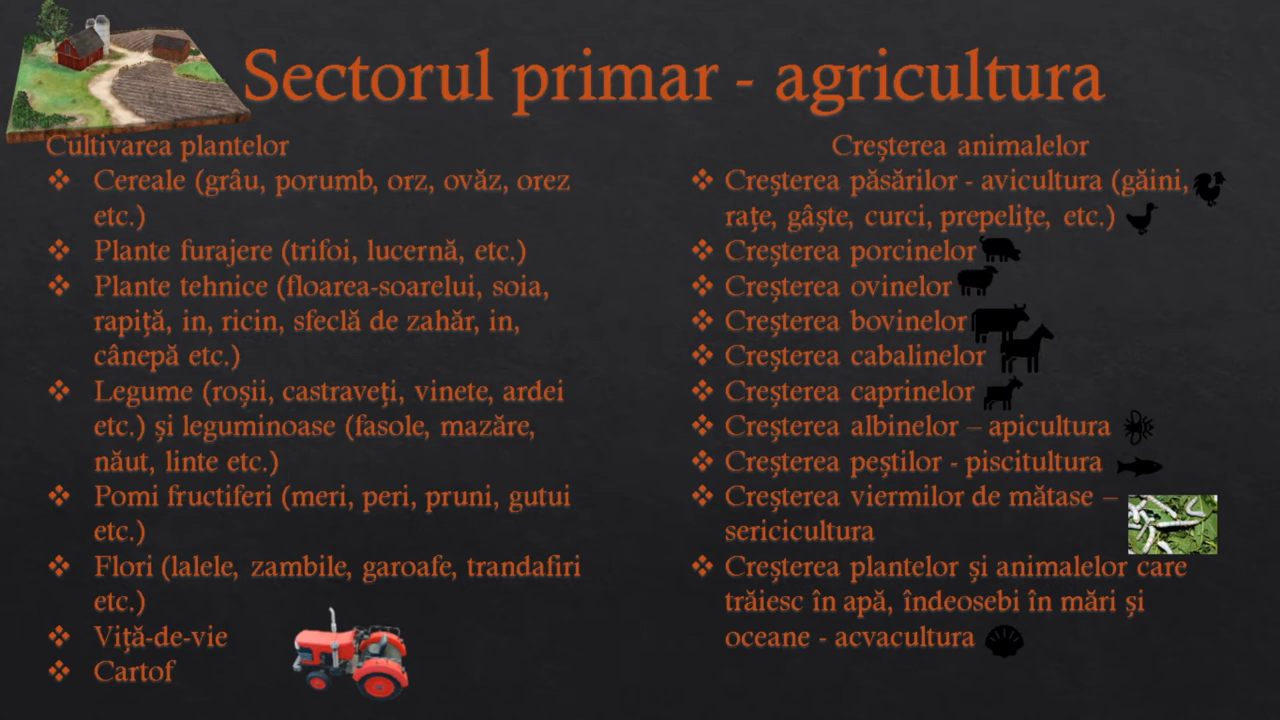 Sectorul primar - agricultura
Cultivarea plantelor
❖ Cereale (grâu, porumb, orz, ovăz, orez
etc.)
❖ Plante furajere (trifoi, lucernă, etc.)
❖ Plante tehnice (floarea-soarelui, soia,
rapiță, in, ricin, sfeclă de zahăr, in,
cânepă etc.)
❖ Legume (roșii, castraveți, vinete, ardei
etc.) și leguminoase (fasole, mazăre,
năut, linte etc.)
❖ Pomi fructiferi (meri, peri, pruni, gutui
etc.)
❖ Flori (lalele, zambile, garoafe, trandafiri
etc.)
❖ Viță-de-vie
❖ Cartof
Creșterea animalelor
❖ Creșterea păsărilor - avicultura (găini,
rațe, gâște, curci, prepelițe, etc.)
❖ Creșterea porcinelor
❖ Creșterea ovinelor
❖ Creșterea bovinelor
❖ Creșterea cabalinelor
❖ Creșterea caprinelor
❖ Creșterea albinelor – apicultura
❖ Creșterea peștilor - piscitultura
❖ Creșterea viermilor de mătase –
sericicultura
❖ Creșterea plantelor și animalelor care
trăiesc în apă, îndeosebi în mări și
oceane - acvacultura